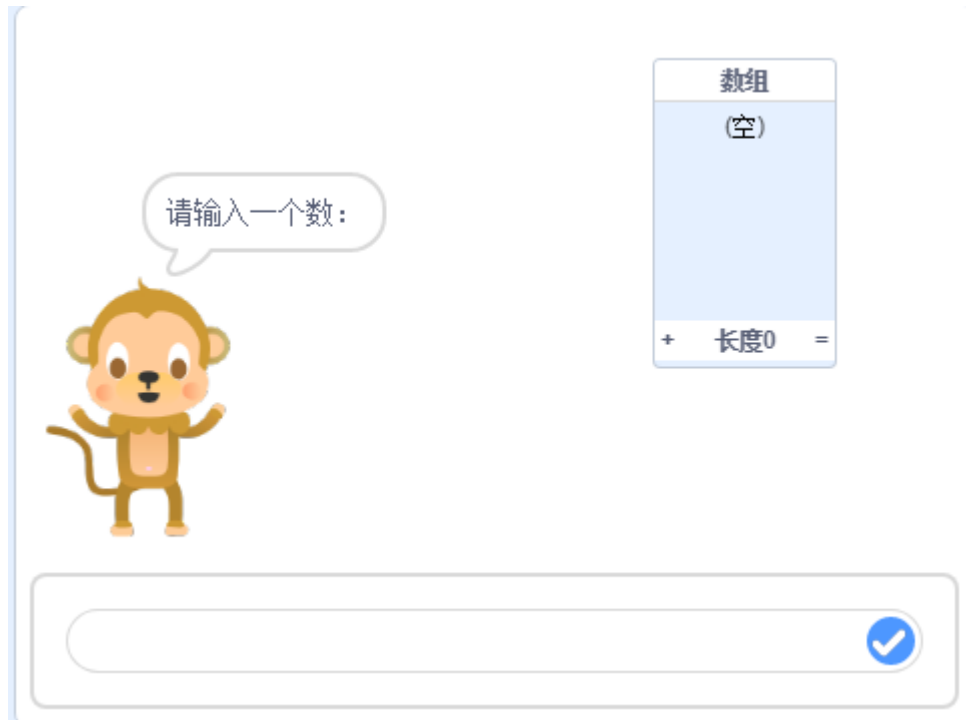 数组
(空)
请输入一个数：
+ 长度0 =